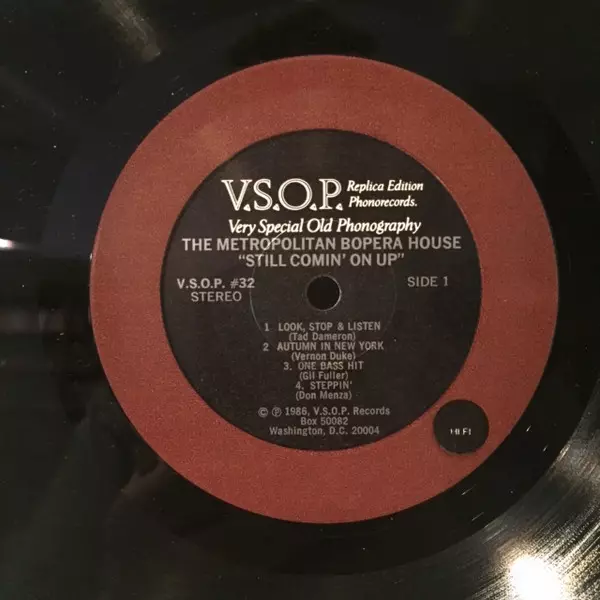 V.S.O.P. Replica Edition
Phonorecords.
Very Special Old Phonography
THE METROPOLITAN BOPERA HOUSE
"STILL COMIN' ON UP"
V.S.O.P. #32
STEREO
SIDE 1
1 LOOK, STOP & LISTEN
(Tad Dameron)
2 AUTUMN IN NEW YORK
(Vernon Duke)
3. ONE BASS HIT
(Gil Fuller)
4. STEPPIN'
(Don Menza)
© ℗ 1986, V.S.O.P. Records
Box 50082
Washington, D.C. 20004
HI FI